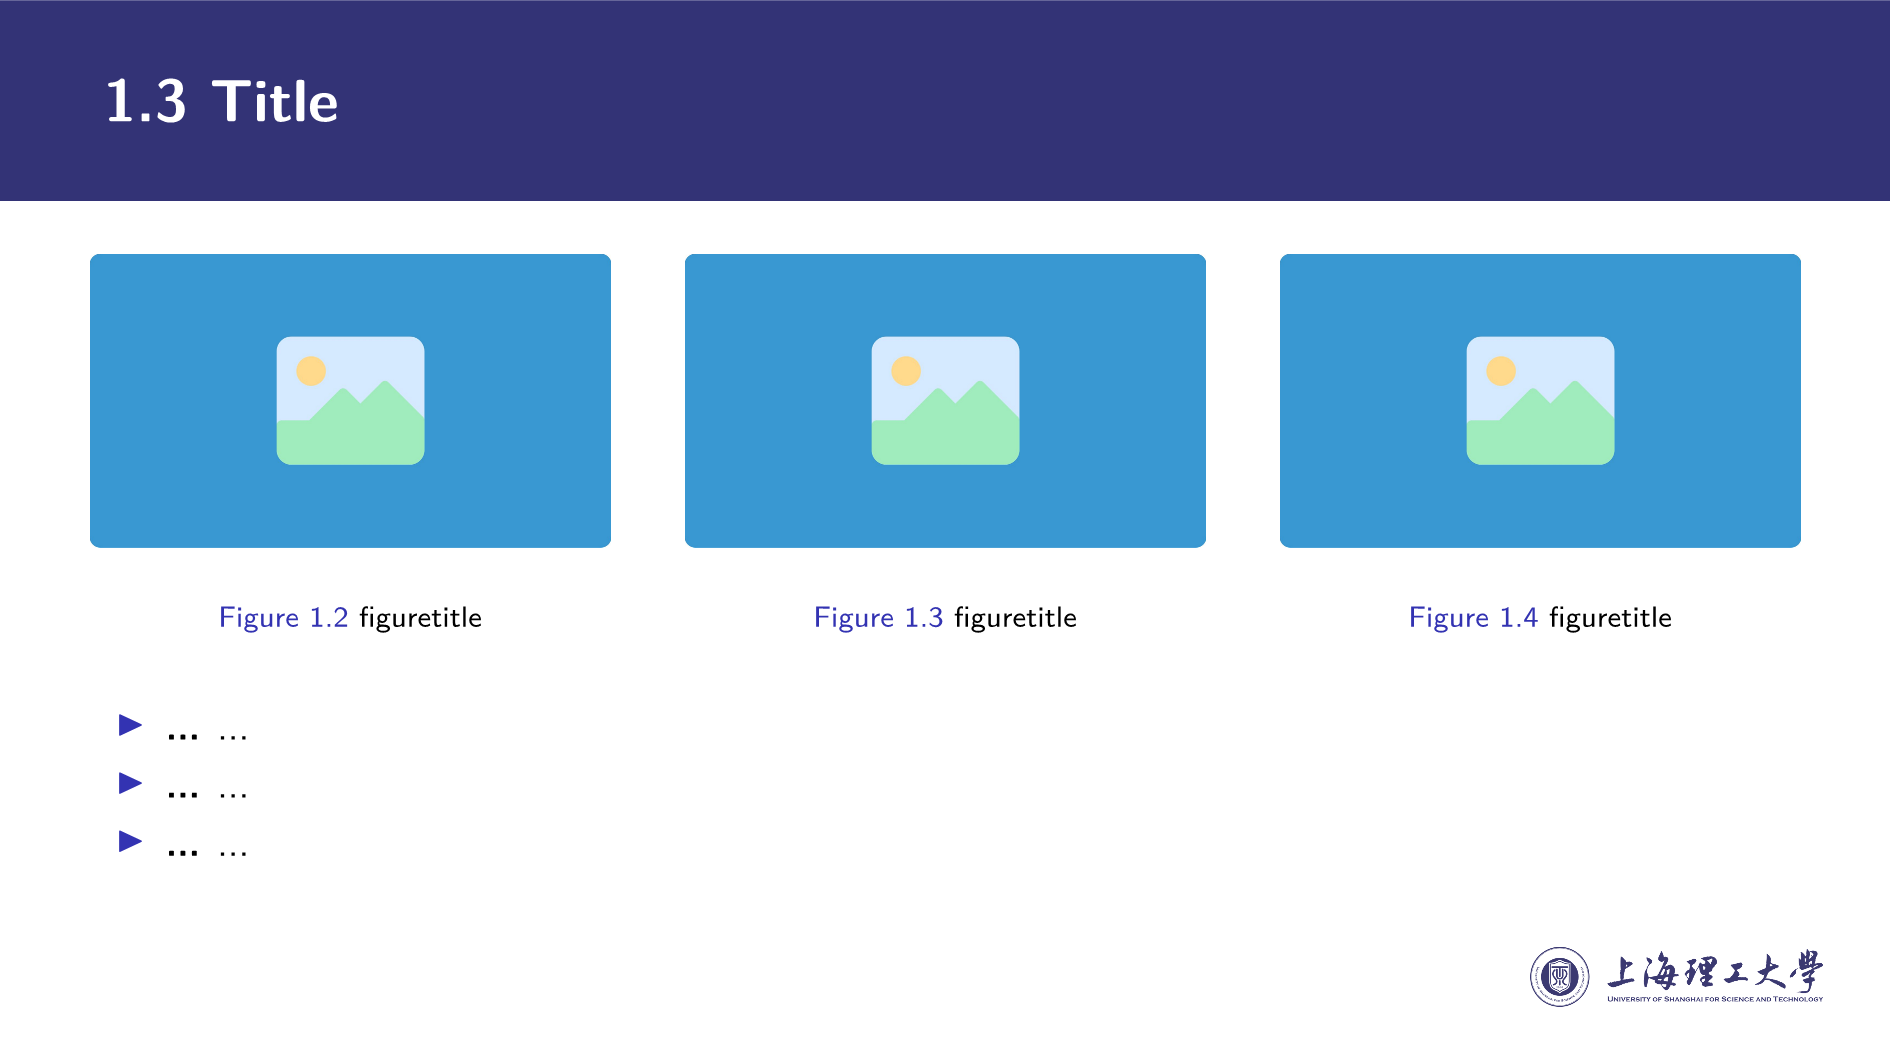 1.3 Title
Figure 1.2 figuretitle
Figure 1.3 figuretitle
Figure 1.4 figuretitle
... ...
... ...
... ...
上海理工大學
UNIVERSITY OF SHANGHAI FOR SCIENCE AND TECHNOLOGY